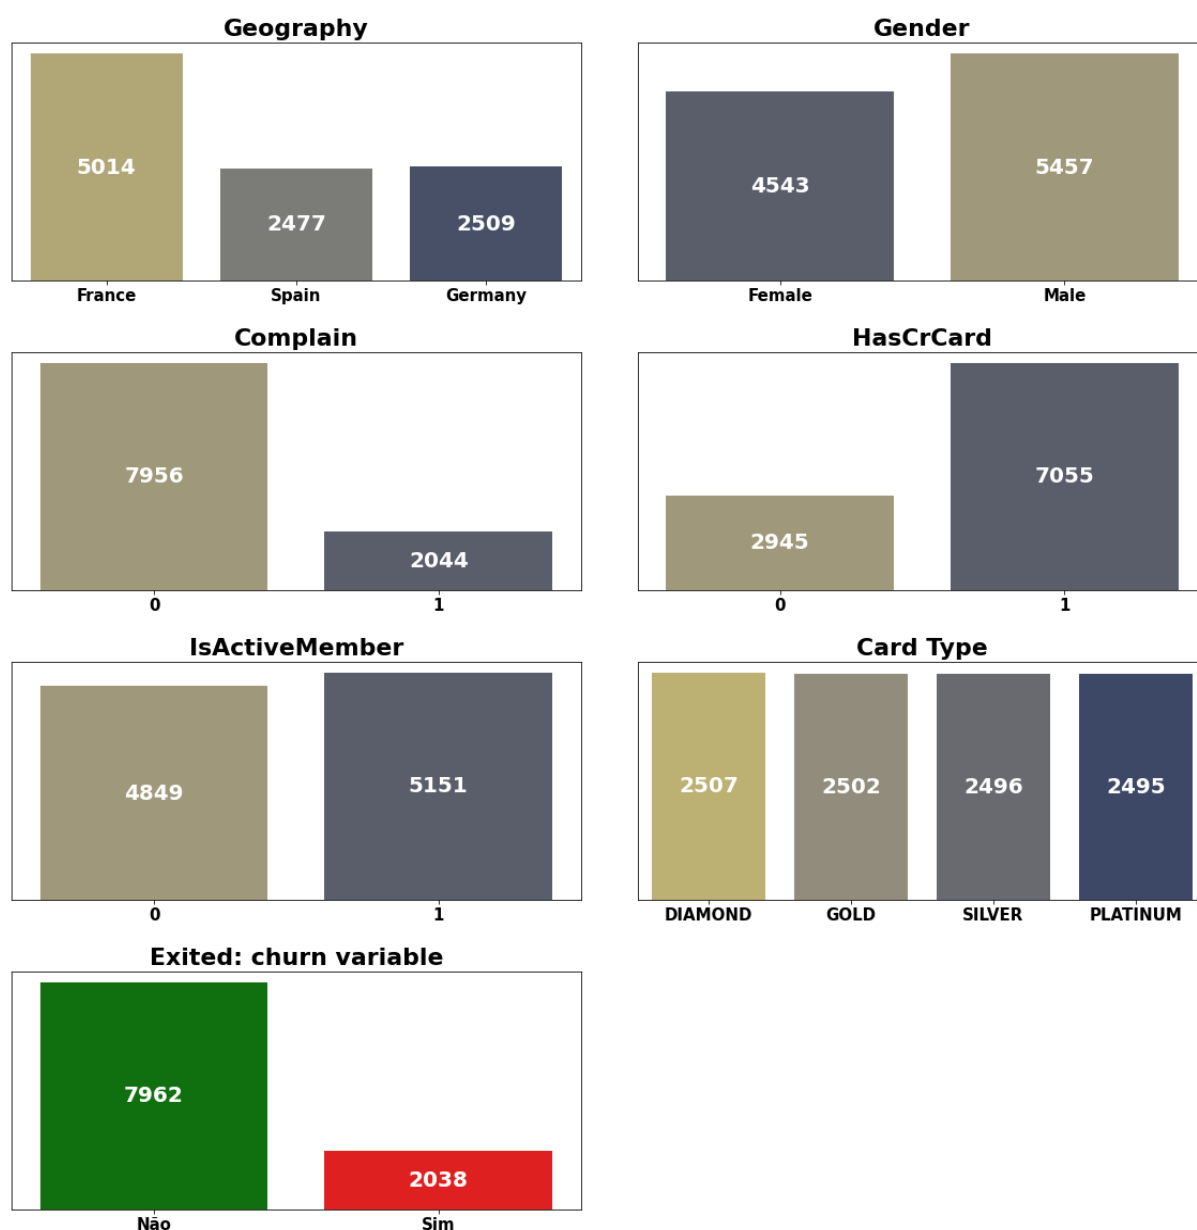 Geography
5014
2477
2509
France Spain Germany
Gender
4543
5457
Female Male
Complain
7956
2044
0 1
HasCrCard
2945
7055
0 1
IsActiveMember
4849
5151
0 1
Card Type
2507
2502
2496
2495
DIAMOND GOLD SILVER PLATINUM
Exited: churn variable
7962
2038
Não Sim